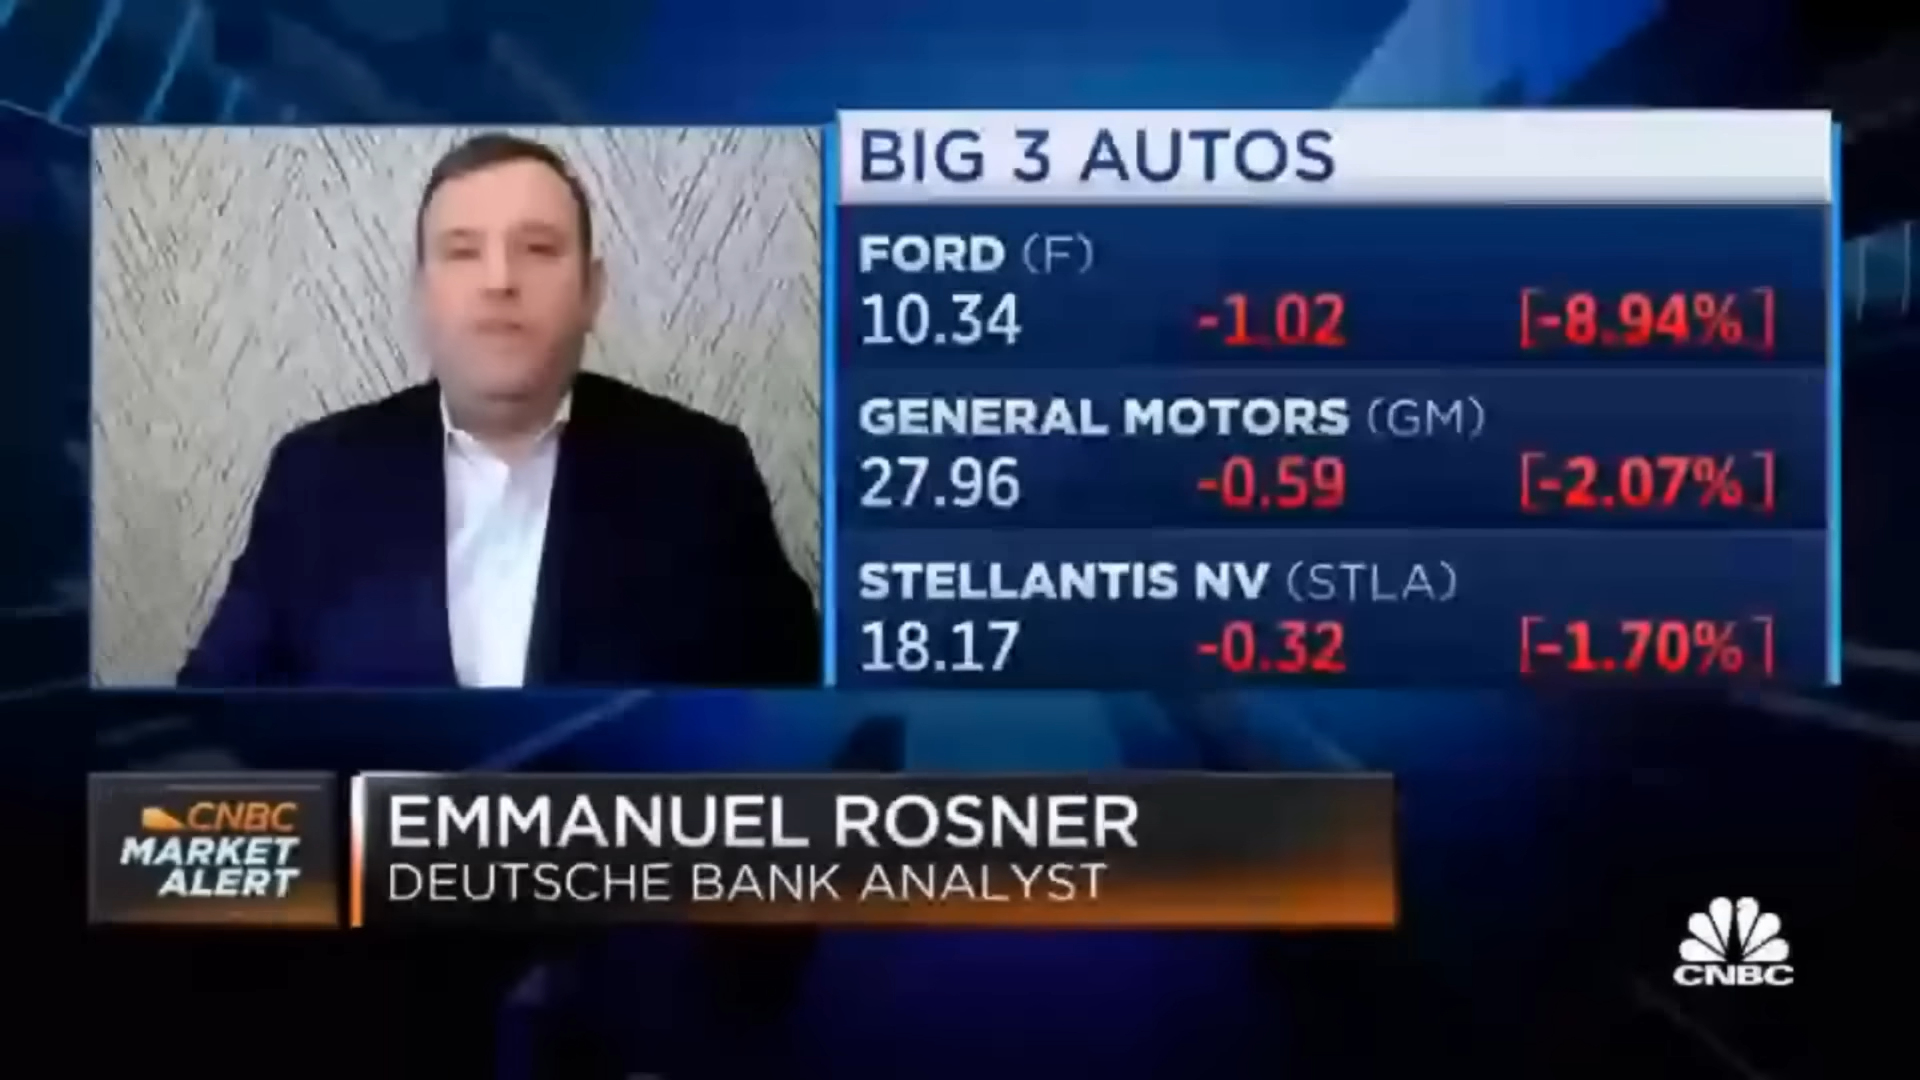 BIG 3 AUTOS
FORD (F)
10.34 -1.02 [-8.94%]
GENERAL MOTORS (GM)
27.96 -0.59 [-2.07%]
STELLANTIS NV (STLA)
18.17 -0.32 [-1.70%]
CNBC
MARKET
ALERT
EMMANUEL ROSNER
DEUTSCHE BANK ANALYST
CNBC